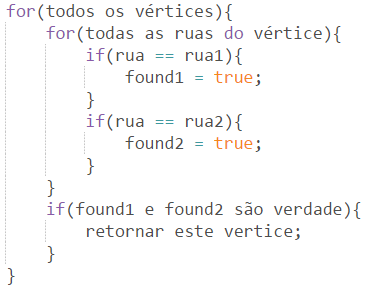 for(todos os vértices){
for(todas as ruas do vértice){
if(rua == rua1){
found1 = true;
}
if(rua == rua2){
found2 = true;
}
}
if(found1 e found2 são verdade){
retornar este vertice;
}
}